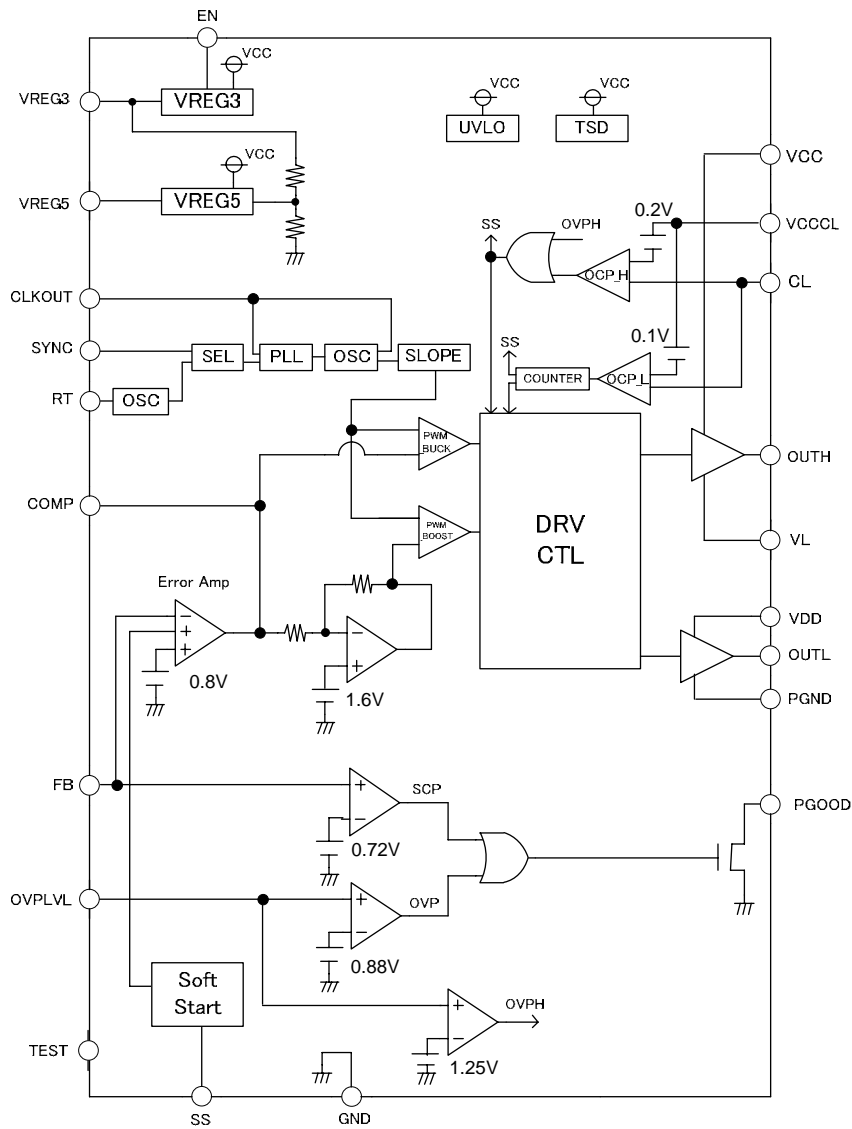 EN
VCC
VREG3
VREG3
VCC
VCC
UVLO
TSD
VCC
VCC
VREG5
VREG5
0.2V
VCCCL
SS
OVPH
OCP_H
CL
CLKOUT
SYNC
SEL
PLL
OSC
SLOPE
SS
0.1V
COUNTER
OCP_L
RT
OSC
PWM
_BUCK
OUTH
COMP
PWM
_BOOST
DRV
CTL
VL
Error Amp
−
+
+
0.8V
−
+
1.6V
VDD
OUTL
PGND
FB
+
−
SCP
0.72V
PGOOD
OVPLVL
+
−
OVP
0.88V
Soft
Start
+
−
OVPH
1.25V
TEST
SS
GND